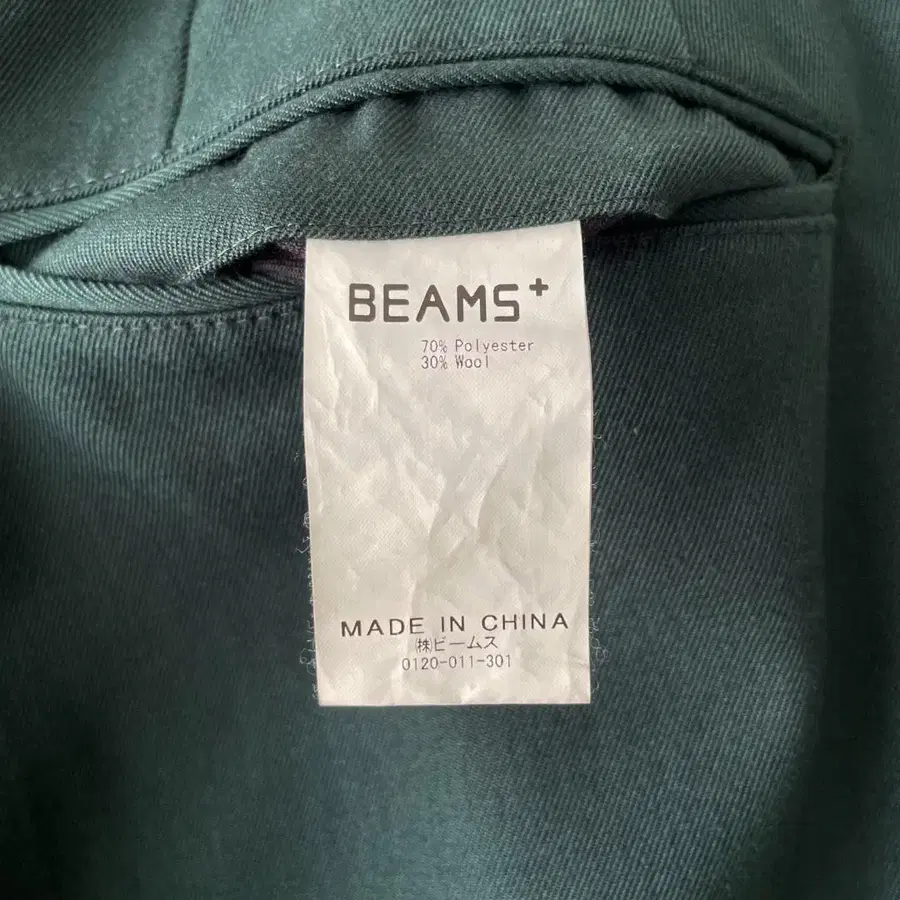 BEAMS+
70% Polyester
30% Wool
MADE IN CHINA
㈱ビームス
0120-011-301